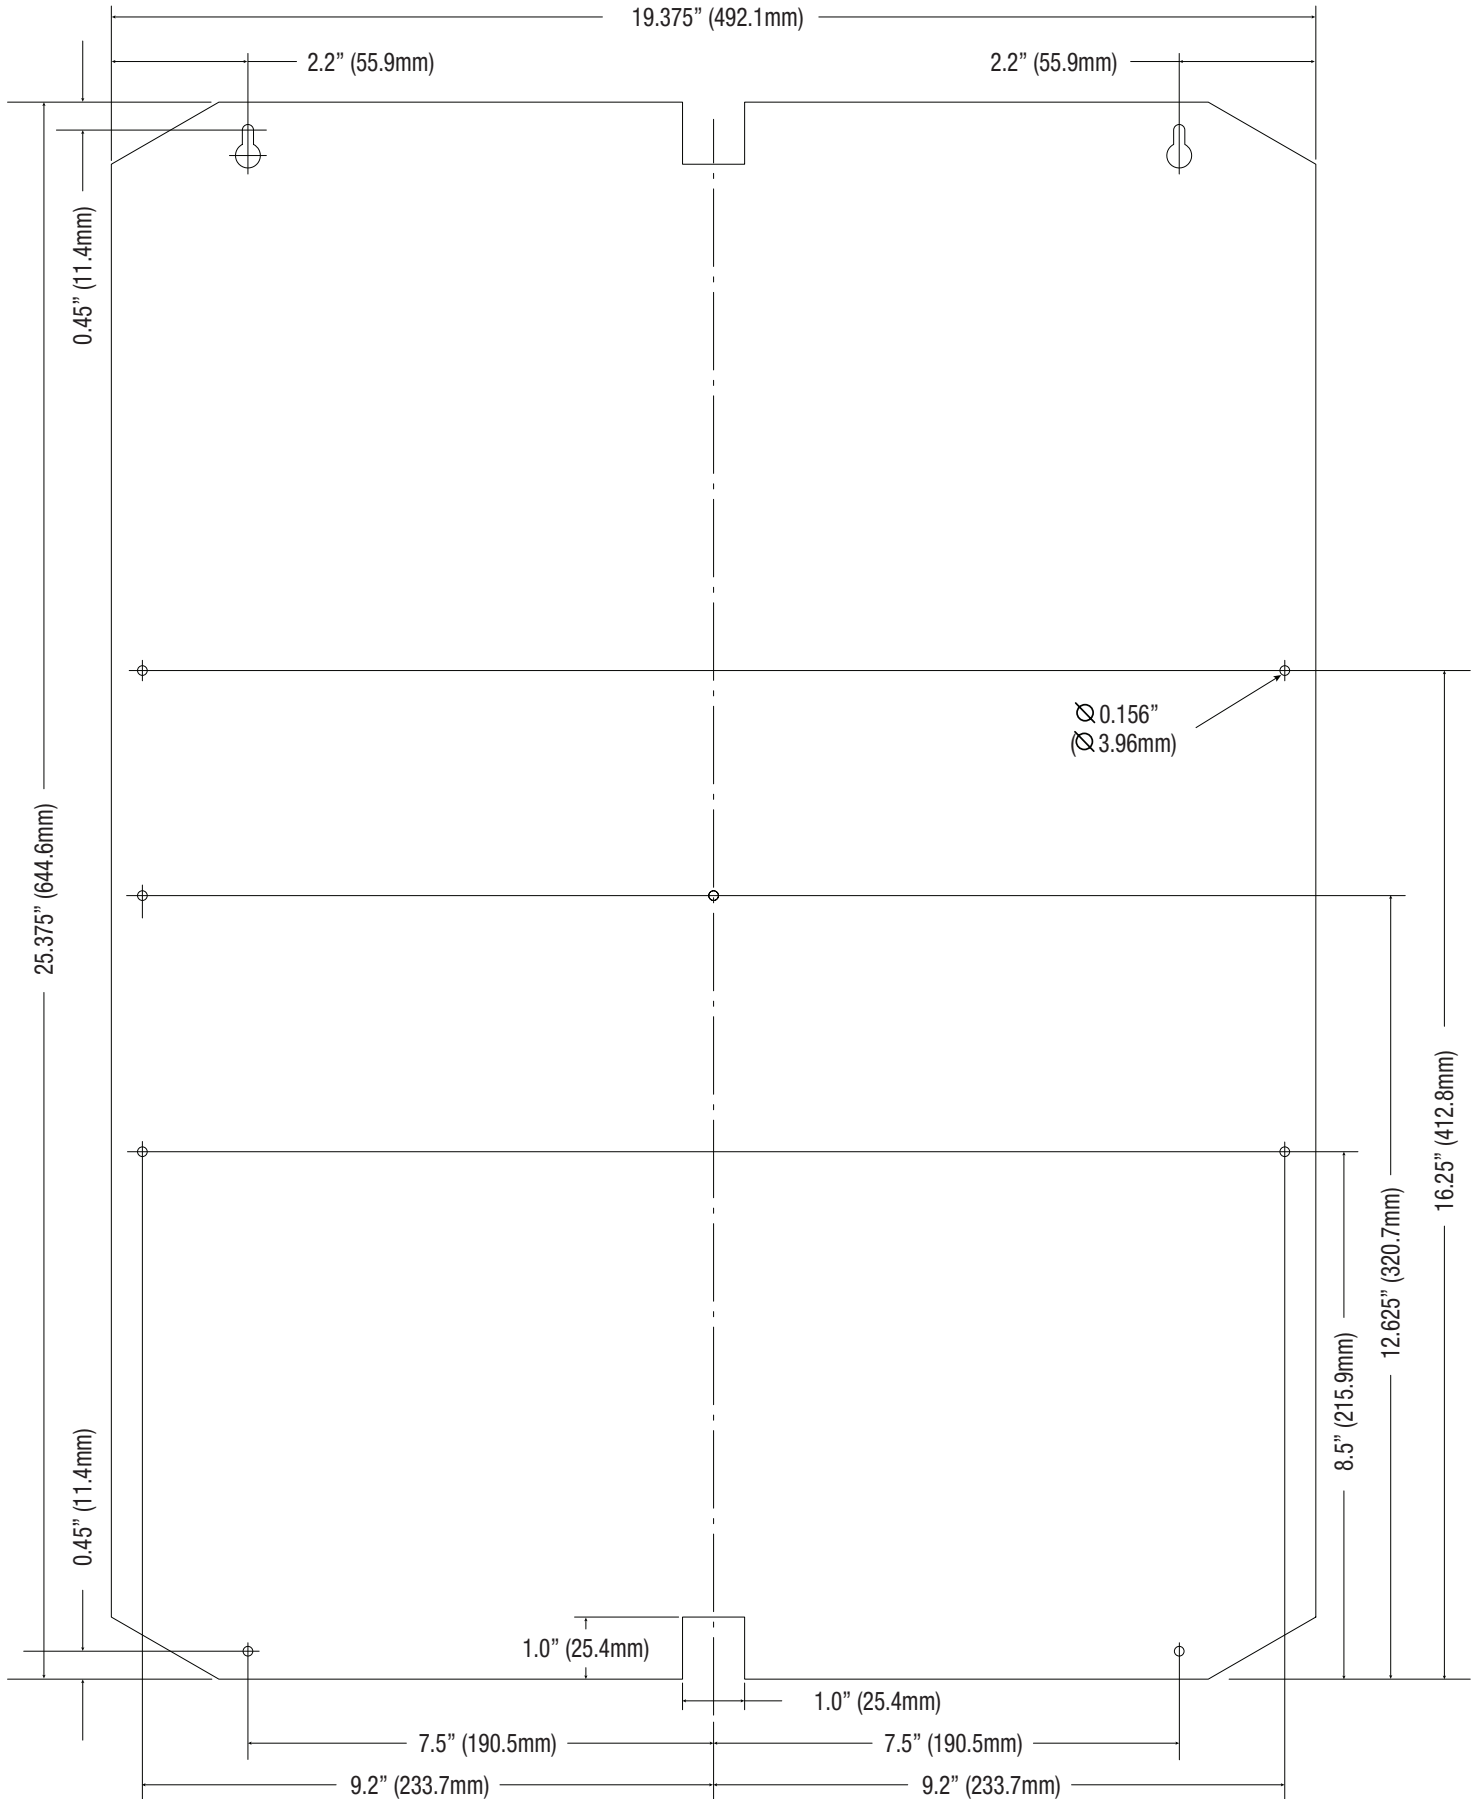 19.375” (492.1mm)
2.2” (55.9mm)
2.2” (55.9mm)
0.45” (11.4mm)
Ø 0.156”
(Ø 3.96mm)
25.375” (644.6mm)
16.25” (412.8mm)
12.625” (320.7mm)
8.5” (215.9mm)
0.45” (11.4mm)
1.0” (25.4mm)
1.0” (25.4mm)
7.5” (190.5mm)
7.5” (190.5mm)
9.2” (233.7mm)
9.2” (233.7mm)